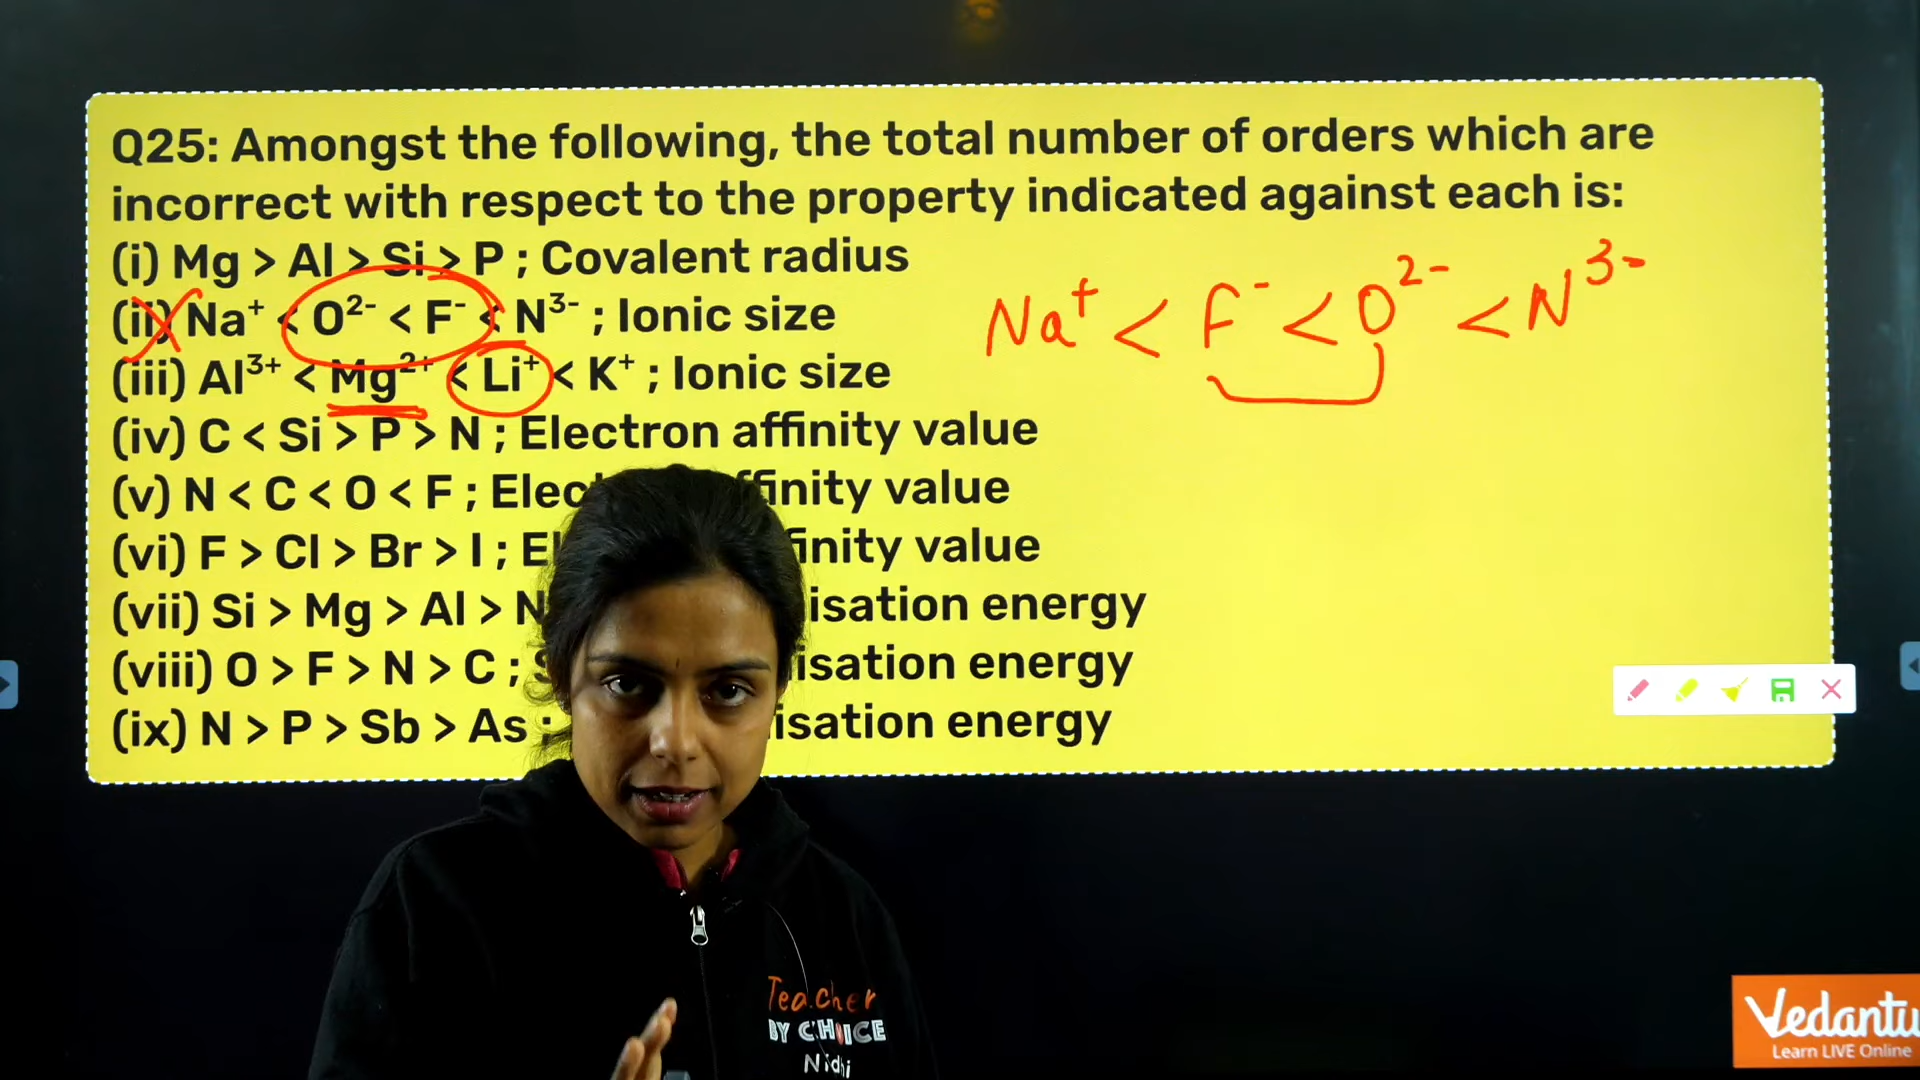 Q25: Amongst the following, the total number of orders which are
incorrect with respect to the property indicated against each is:
(i) Mg > Al > Si > P ; Covalent radius
(ii) Na⁺ < O²⁻ < F⁻ < N³⁻ ; Ionic size
Na⁺ < F⁻ < O²⁻ < N³⁻
(iii) Al³⁺ < Mg²⁺ < Li⁺ < K⁺ ; Ionic size
(iv) C < Si > P > N ; Electron affinity value
(v) N < C < O < F ; Elec ffinity value
(vi) F > Cl > Br > I ; El finity value
(vii) Si > Mg > Al > N isation energy
(viii) O > F > N > C ; S isation energy
(ix) N > P > Sb > As ; isation energy
Teacher
BY CHOICE
Nidhi
Vedantu
Learn LIVE Online